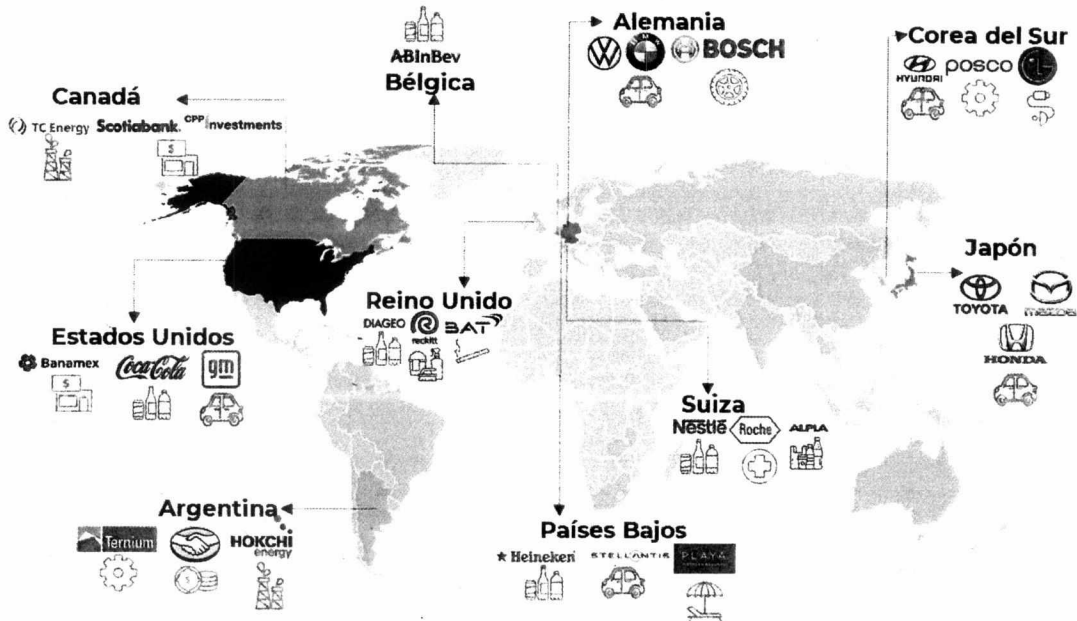 ABInBev
Bélgica
Alemania
BMW
BOSCH
Corea del Sur
HYUNDAI
posco
LG
Canadá
TC Energy
Scotiabank.
CPP Investments
$
Japón
TOYOTA
mazda
HONDA
Reino Unido
DIAGEO
reckitt
BAT
Estados Unidos
Banamex
Coca-Cola
gm
$
Suiza
Nestlé
Roche
ALPLA
Argentina
Ternium
HOKCHI
energy
$
Países Bajos
Heineken
STELLANTIS
PLAYA